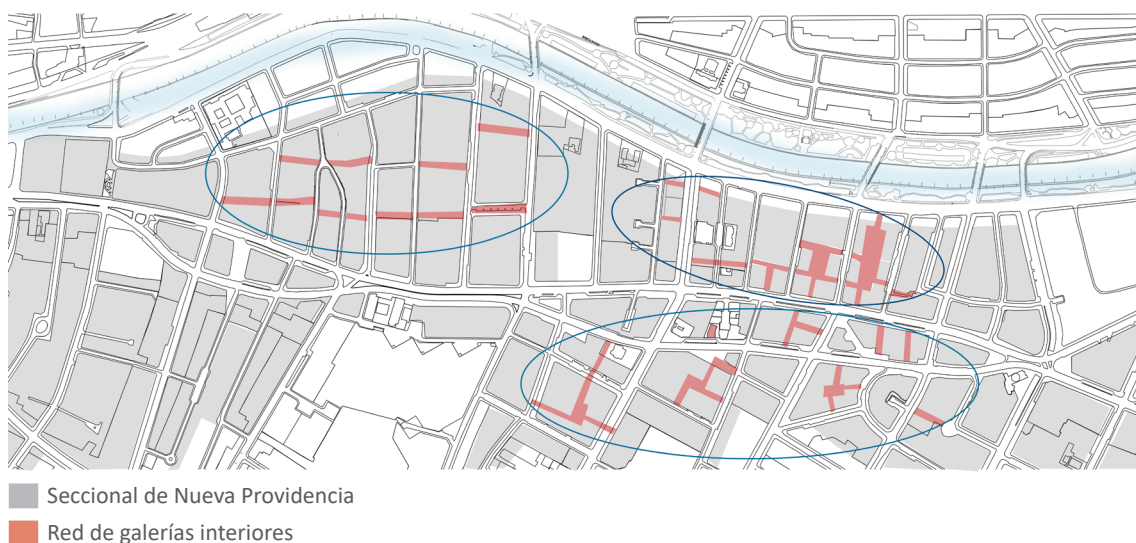 Seccional de Nueva Providencia
Red de galerías interiores